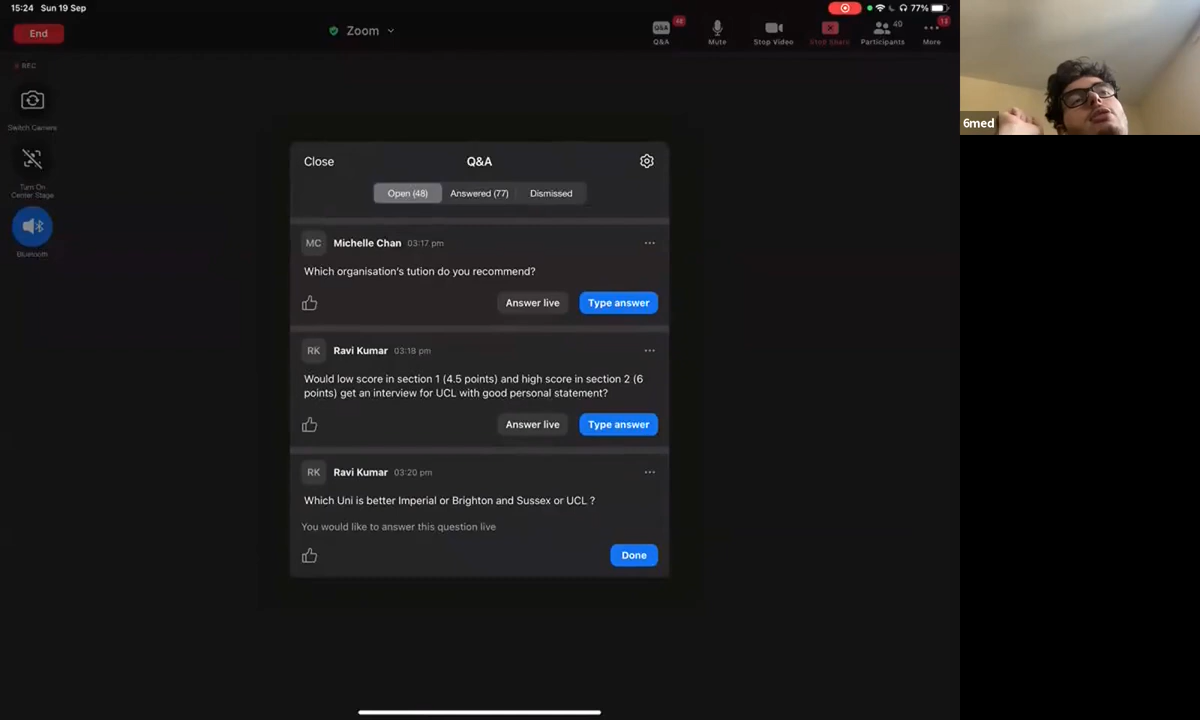 15:24 Sun 19 Sep
77%
End
Zoom
Q&A
48
Q&A
Mute
Stop Video
Stop Share
49
Participants
13
More
REC
Switch Camera
Turn On
Center Stage
Bluetooth
6med
Close
Q&A
Open (48)
Answered (77)
Dismissed
MC
Michelle Chan 03:17 pm
Which organisation's tution do you recommend?
Answer live
Type answer
RK
Ravi Kumar 03:18 pm
Would low score in section 1 (4.5 points) and high score in section 2 (6
points) get an interview for UCL with good personal statement?
Answer live
Type answer
RK
Ravi Kumar 03:20 pm
Which Uni is better Imperial or Brighton and Sussex or UCL ?
You would like to answer this question live
Done